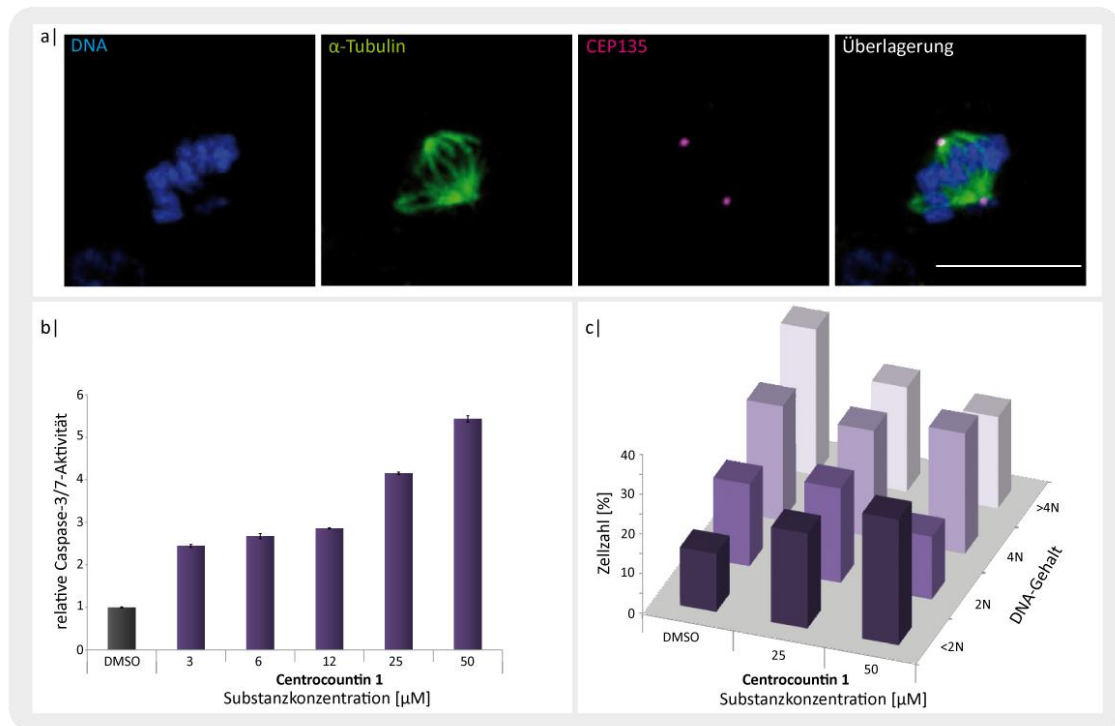 a|
DNA
α-Tubulin
CEP135
Überlagerung
b|
relative Caspase-3/7-Aktivität
6
5
4
3
2
1
0
DMSO 3 6 12 25 50
Centrocountin 1
Substanzkonzentration [µM]
c|
Zellzahl [%]
40
30
20
10
0
DMSO
25
50
<2N
2N
4N
>4N
DNA-Gehalt
Centrocountin 1
Substanzkonzentration [µM]